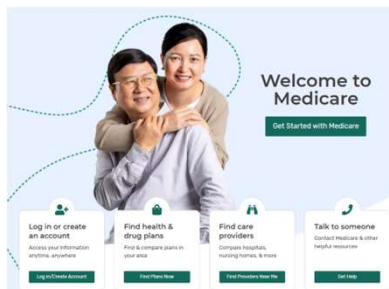 Welcome to
Medicare
Get Started with Medicare
Log in or create
an account
Access your information
anytime, anywhere
Log in/Create Account
Find health &
drug plans
Find & compare plans in
your area
Find Plans Now
Find care
providers
Compare hospitals,
nursing homes, & more
Find Providers Near Me
Talk to someone
Contact Medicare & other
helpful resources
Get Help